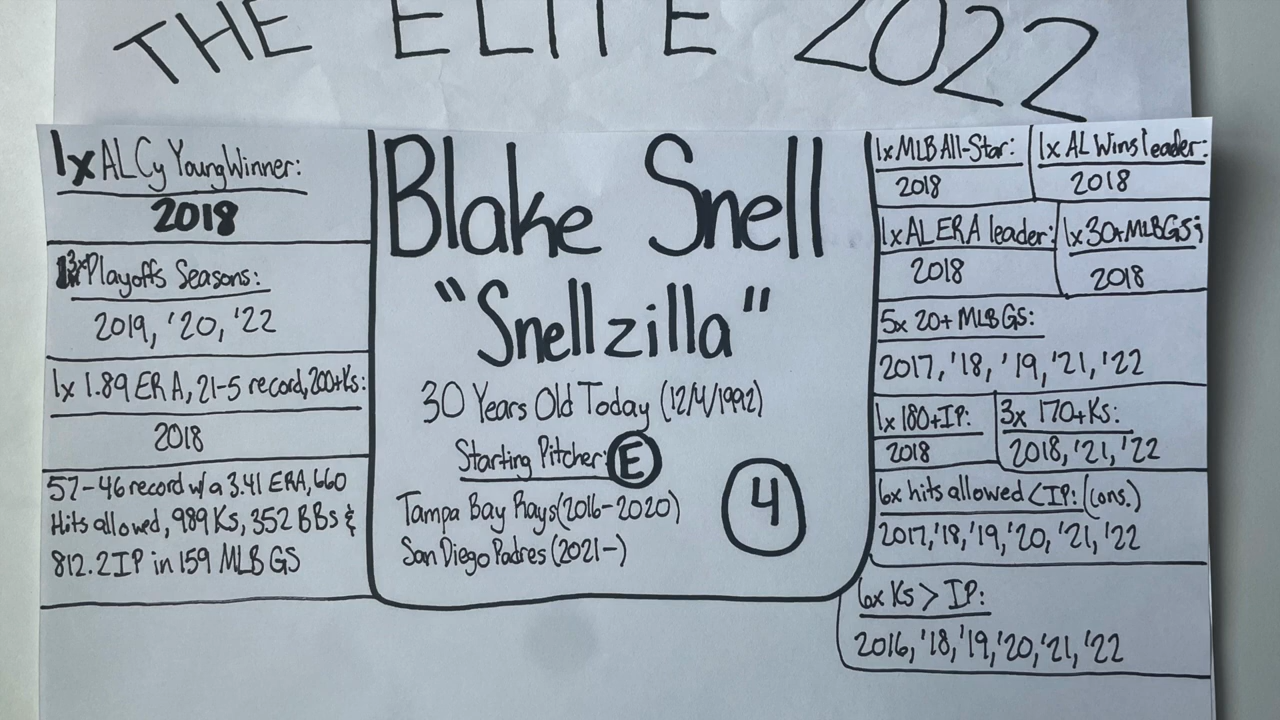 THE ELITE 2022
1x AL Cy Young Winner:
2018
3x Playoffs Seasons:
2019, '20, '22
1x 1.89 ERA, 21-5 record, 200+Ks:
2018
57-46 record w/a 3.41 ERA, 660
Hits allowed, 989 Ks, 352 BBs &
812.2 IP in 159 MLB GS
Blake Snell
"Snellzilla"
30 Years Old Today (12/4/1992)
Starting Pitcher: E
Tampa Bay Rays (2016-2020)
San Diego Padres (2021-)
4
1x MLB All-Star:
2018
1x AL Wins leader:
2018
1x AL ERA leader:
2018
1x 30+ MLB GS:
2018
5x 20+ MLB GS:
2017, '18, '19, '21, '22
1x 180+ IP:
2018
3x 170+ Ks:
2018, '21, '22
6x hits allowed < IP: (cons.)
2017, '18, '19, '20, '21, '22
6x Ks > IP:
2016, '18, '19, '20, '21, '22